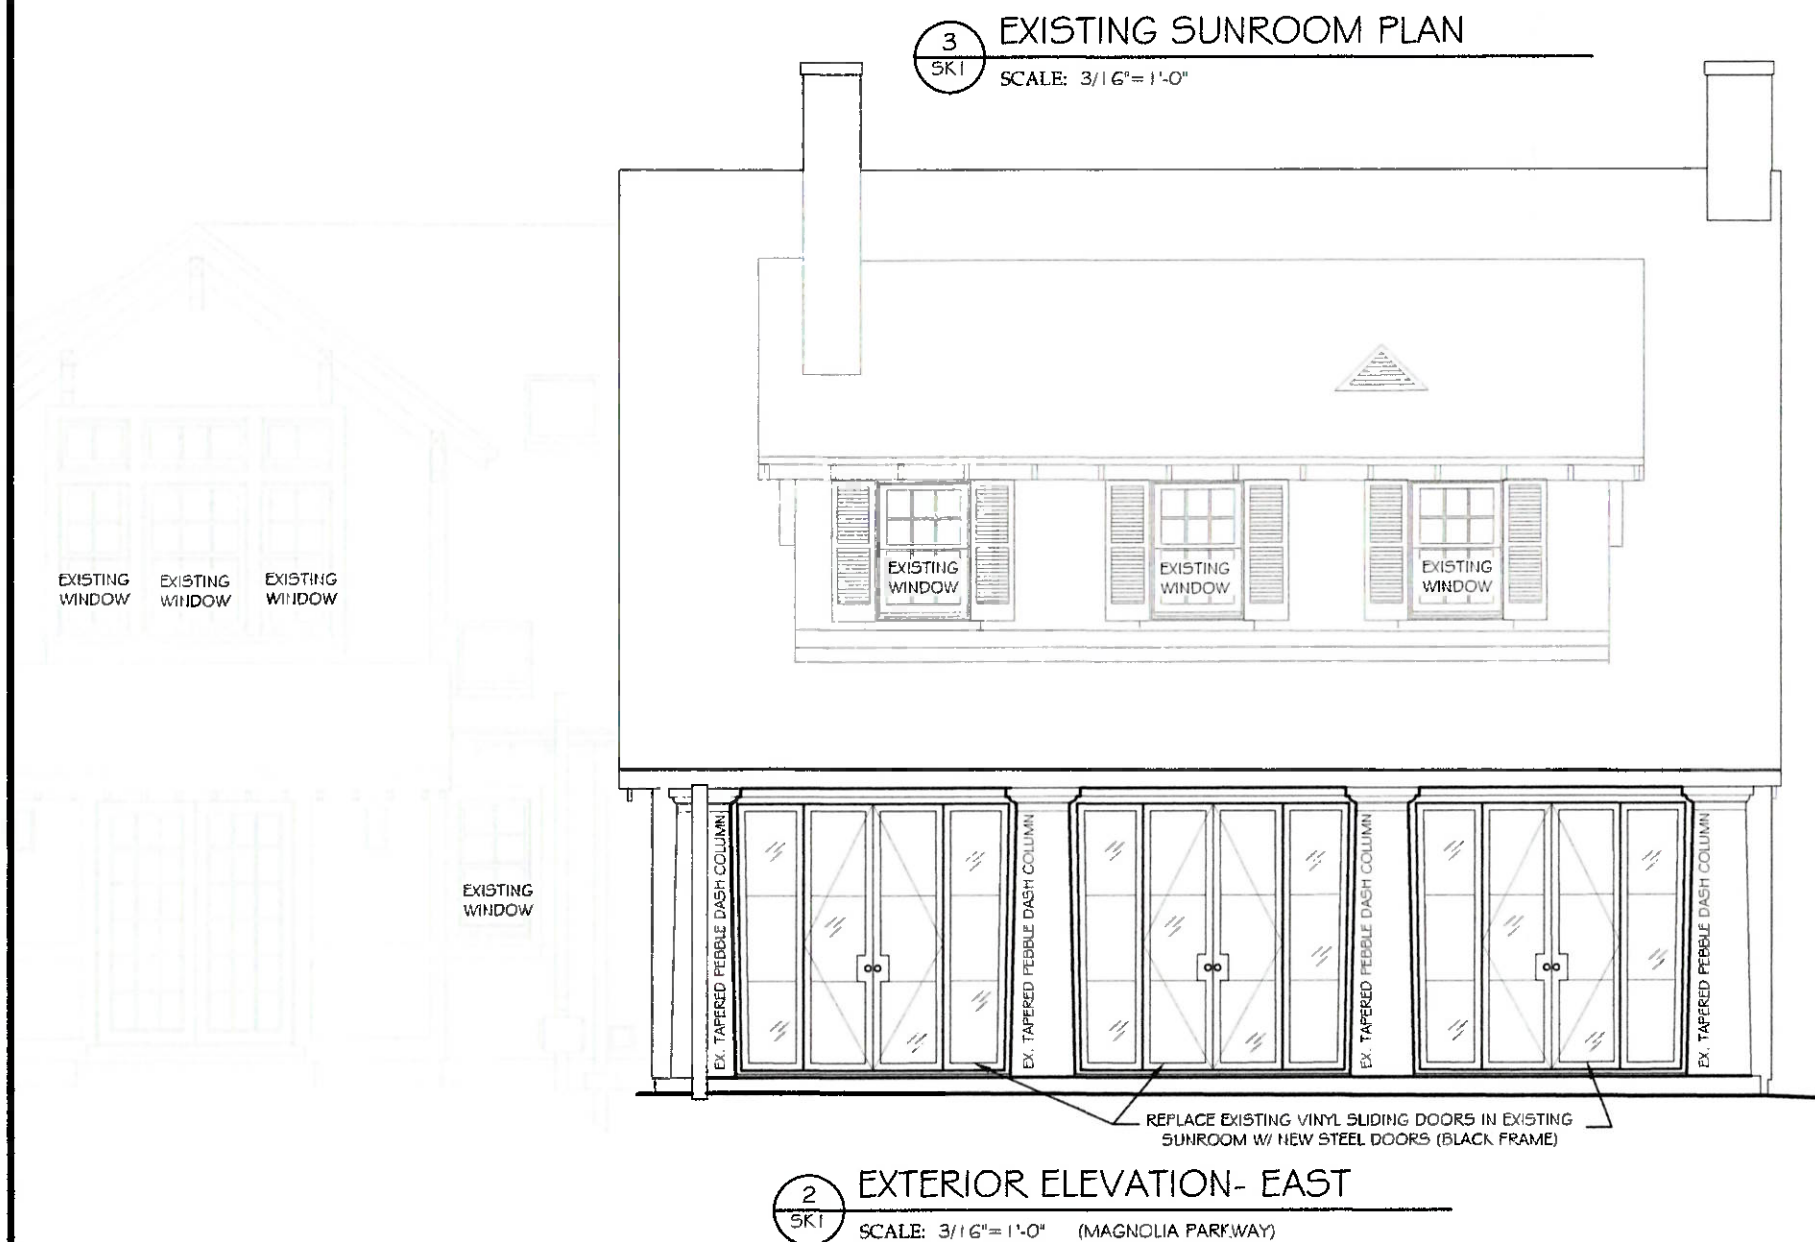 3
SK1
EXISTING SUNROOM PLAN
SCALE: 3/16"=1'-0"
EXISTING
WINDOW
EXISTING
WINDOW
EXISTING
WINDOW
EXISTING
WINDOW
EXISTING
WINDOW
EXISTING
WINDOW
EXISTING
WINDOW
EX. TAPERED PEBBLE DASH COLUMN
EX. TAPERED PEBBLE DASH COLUMN
EX. TAPERED PEBBLE DASH COLUMN
EX. TAPERED PEBBLE DASH COLUMN
REPLACE EXISTING VINYL SLIDING DOORS IN EXISTING
SUNROOM W/ NEW STEEL DOORS (BLACK FRAME)
2
SK1
EXTERIOR ELEVATION- EAST
SCALE: 3/16"=1'-0" (MAGNOLIA PARKWAY)